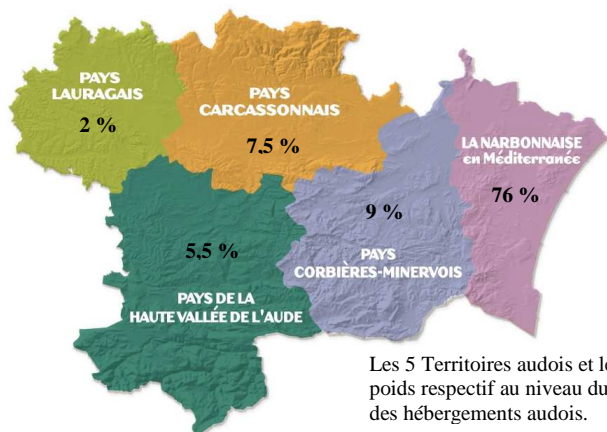 PAYS
LAURAGAIS
2 %
PAYS
CARCASSONNAIS
7,5 %
LA NARBONNAISE
en Méditerranée
76 %
9 %
PAYS
CORBIÈRES-MINERVOIS
5,5 %
PAYS DE LA
HAUTE VALLÉE DE L'AUDE
Les 5 Territoires audois et
poids respectif au niveau du
des hébergements audois.